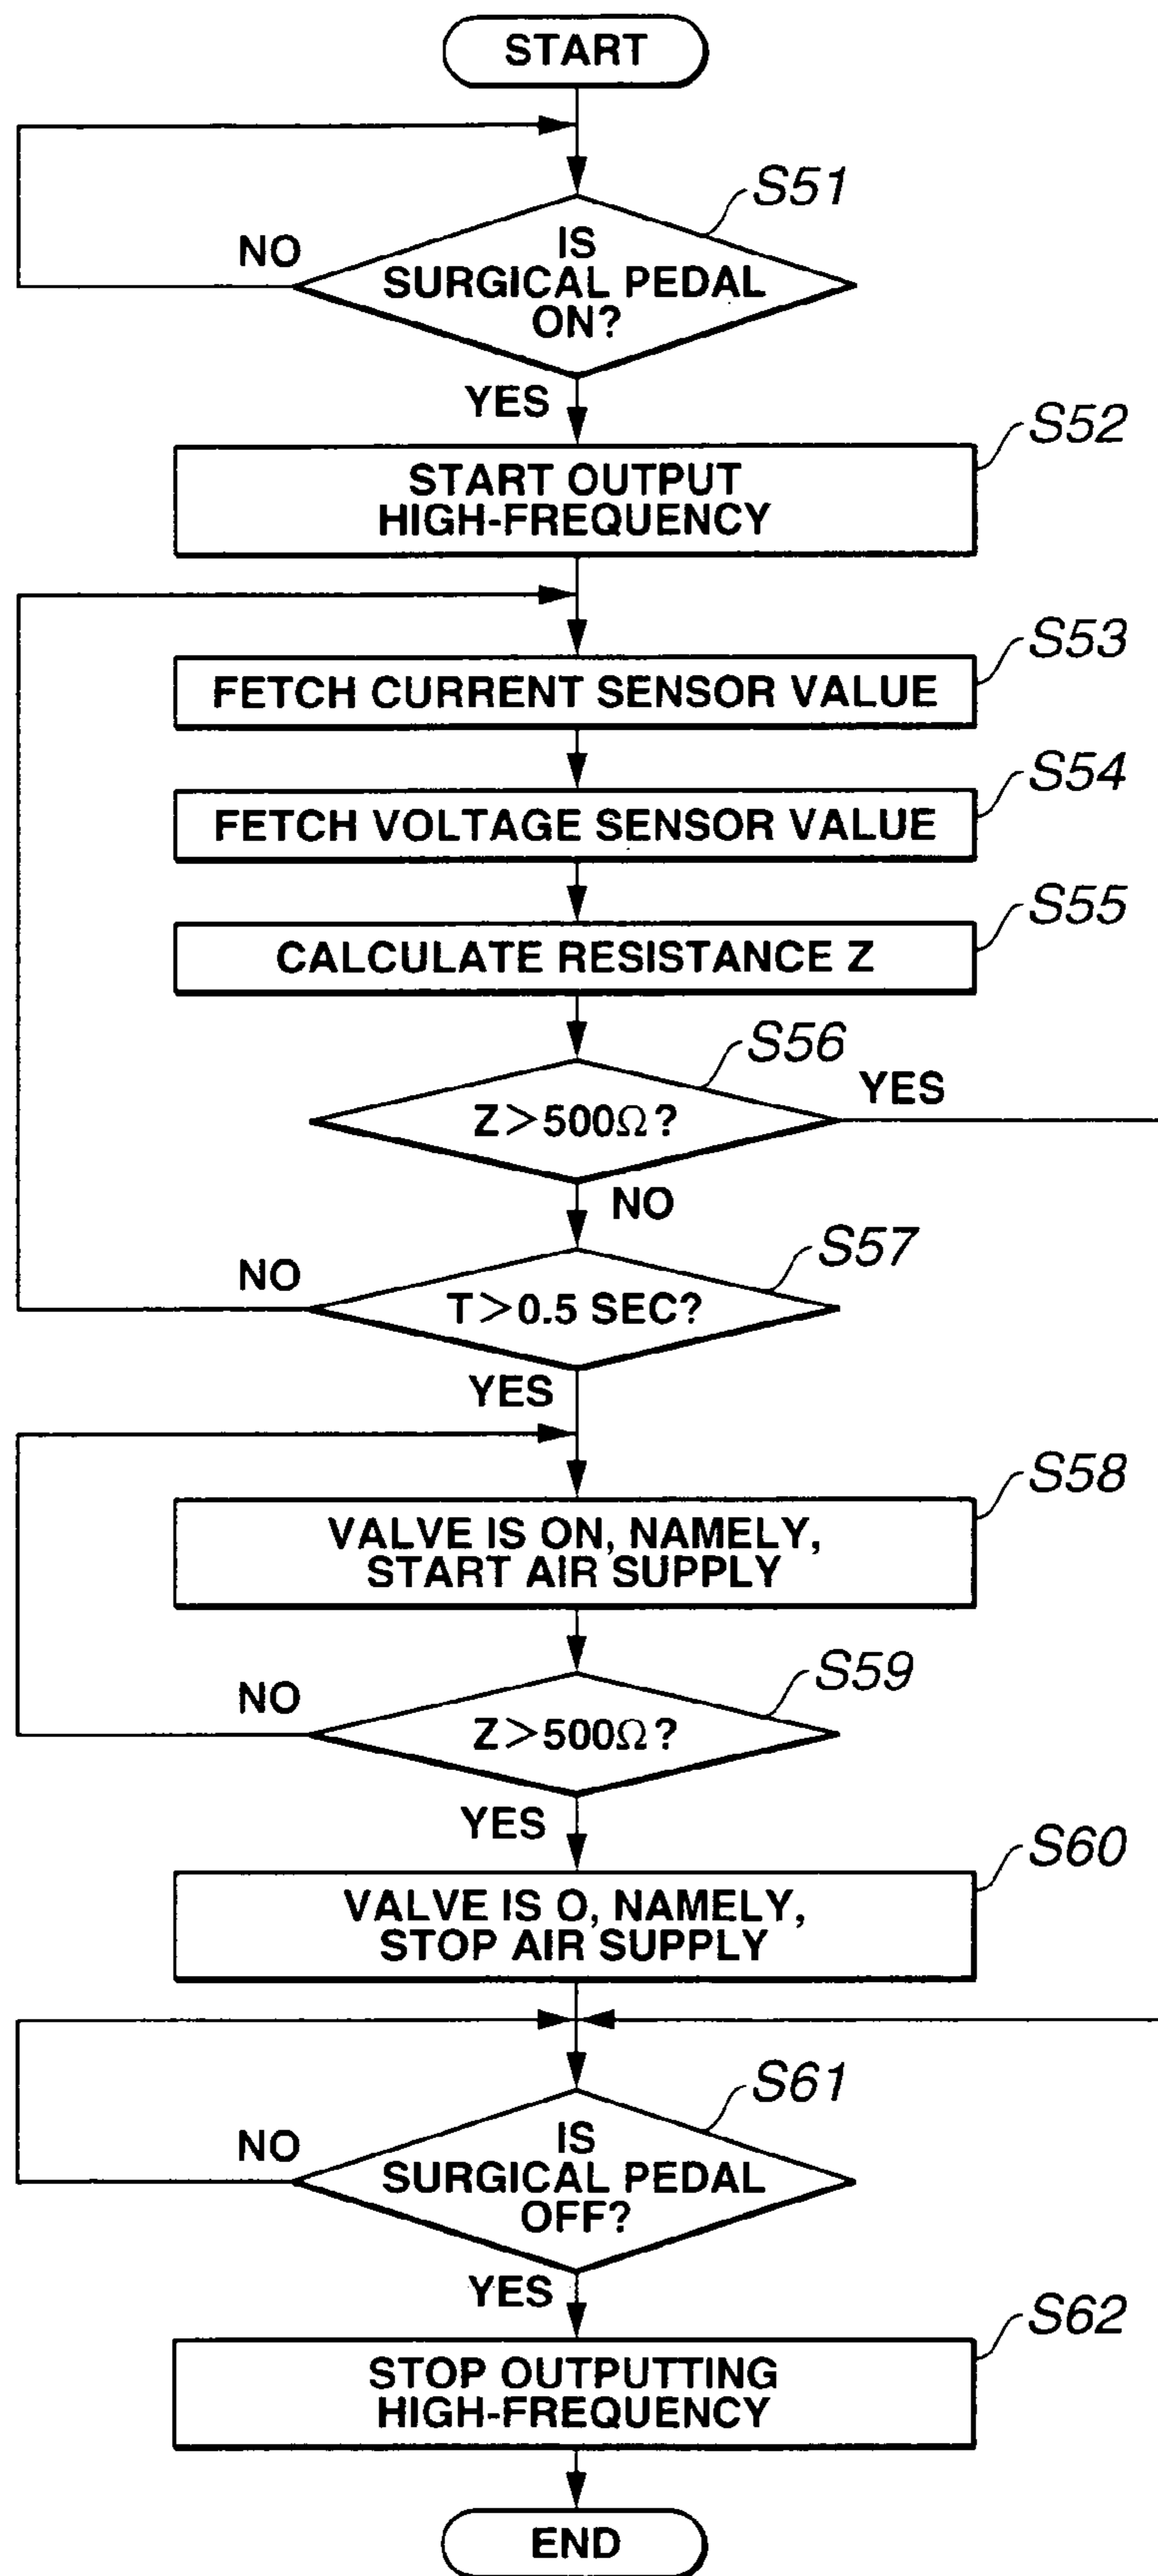 START
S51
NO
IS
SURGICAL PEDAL
ON?
YES
S52
START OUTPUT
HIGH-FREQUENCY
S53
FETCH CURRENT SENSOR VALUE
S54
FETCH VOLTAGE SENSOR VALUE
S55
CALCULATE RESISTANCE Z
S56
YES
Z>500Ω?
NO
S57
NO
T>0.5 SEC?
YES
S58
VALVE IS ON, NAMELY,
START AIR SUPPLY
S59
NO
Z>500Ω?
YES
S60
VALVE IS O, NAMELY,
STOP AIR SUPPLY
S61
NO
IS
SURGICAL PEDAL
OFF?
YES
S62
STOP OUTPUTTING
HIGH-FREQUENCY
END